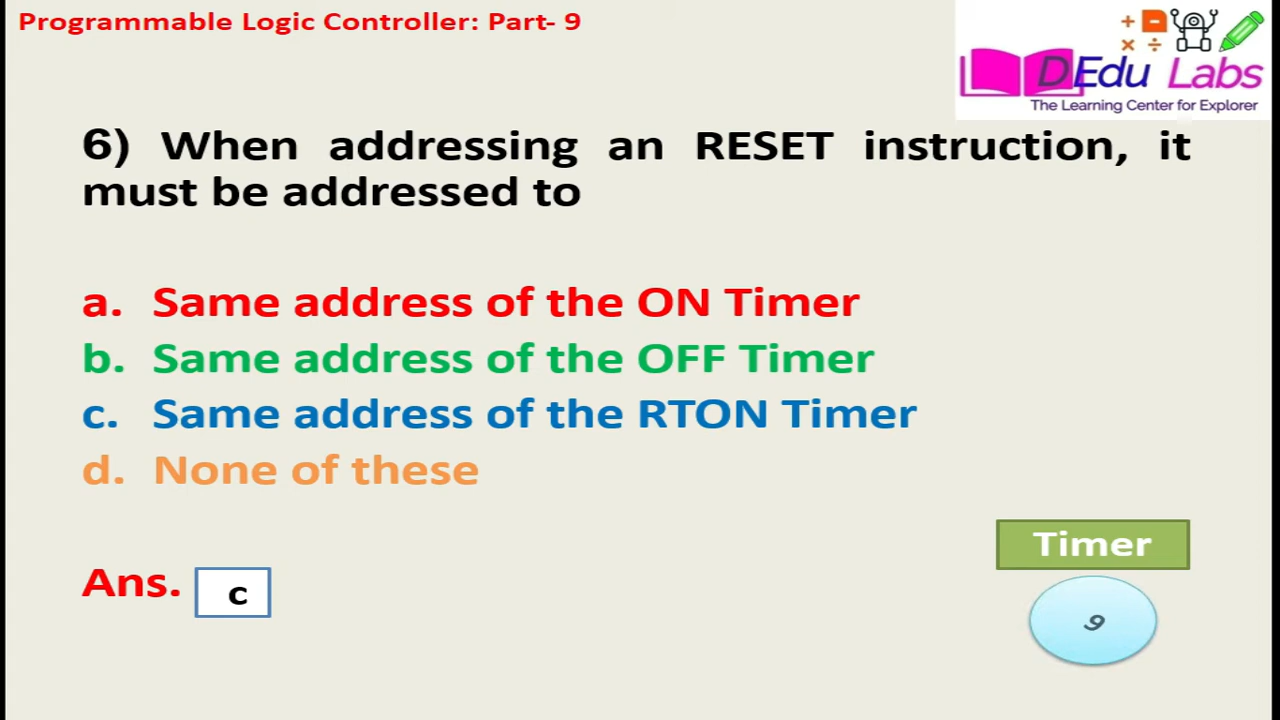 Programmable Logic Controller: Part- 9
DEdu Labs
The Learning Center for Explorer
6) When addressing an RESET instruction, it
must be addressed to
a. Same address of the ON Timer
b. Same address of the OFF Timer
c. Same address of the RTON Timer
d. None of these
Ans. c
Timer
9